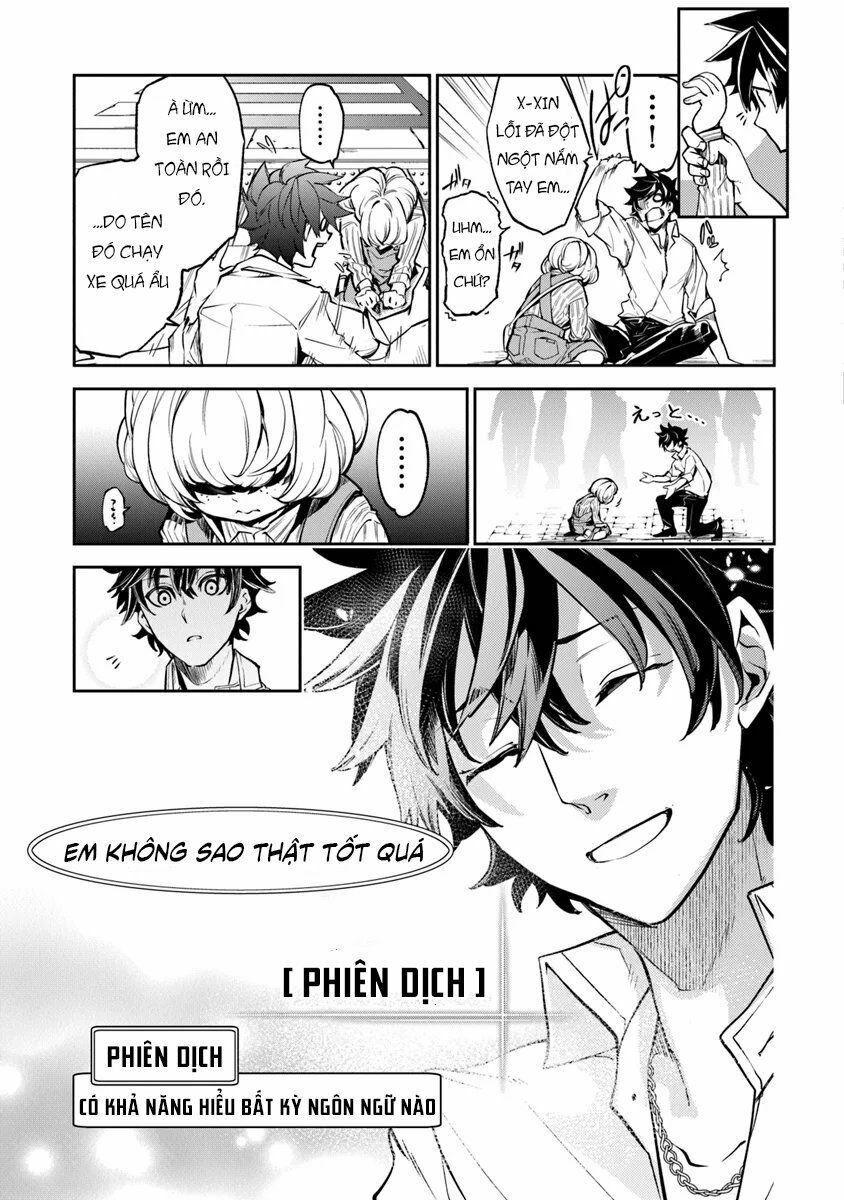 パッ
……!
X-XIN
LỖI ĐÃ ĐỘT
NGỘT NẮM
TAY EM...
UHM...
EM ỔN
CHỨ?
……
À ỪM...
EM AN
TOÀN RỒI
ĐÓ.
...DO TÊN
ĐÓ CHẠY
XE QUÁ ẨU
えっと...
……
EM KHÔNG SAO THẬT TỐT QUÁ
[ PHIÊN DỊCH ]
PHIÊN DỊCH
CÓ KHẢ NĂNG HIỂU BẤT KỲ NGÔN NGỮ NÀO